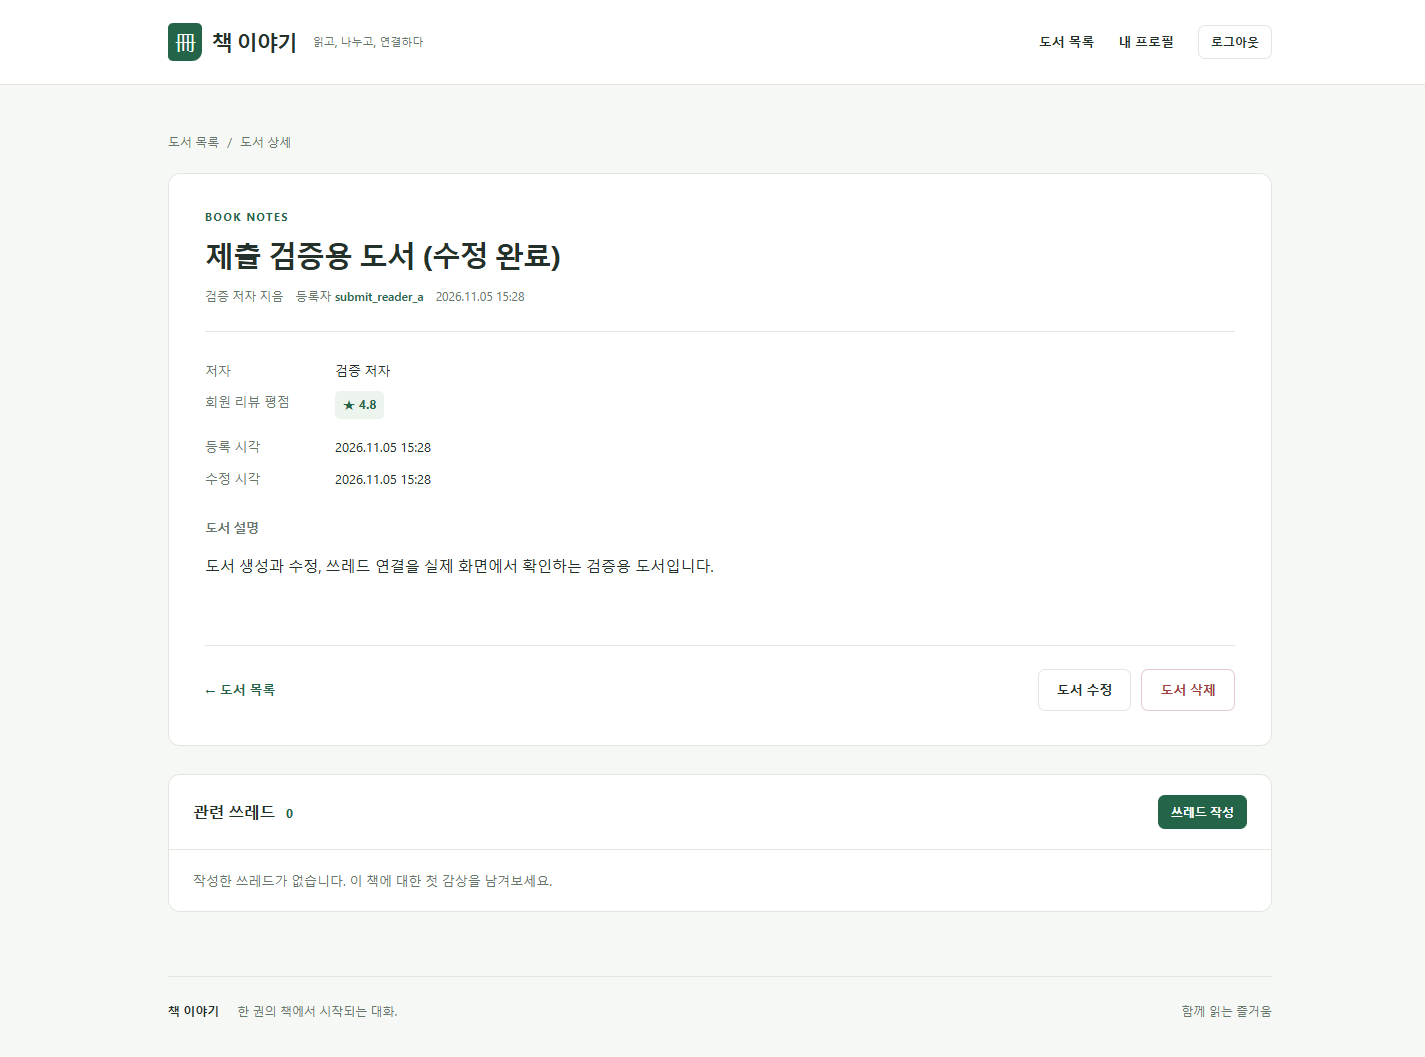 冊 책 이야기 읽고, 나누고, 연결하다 도서 목록 내 프로필 로그아웃
도서 목록 / 도서 상세
BOOK NOTES
제출 검증용 도서 (수정 완료)
검증 저자 지음 등록자 submit_reader_a 2026.11.05 15:28
저자 검증 저자
회원 리뷰 평점 ★ 4.8
등록 시각 2026.11.05 15:28
수정 시각 2026.11.05 15:28
도서 설명
도서 생성과 수정, 쓰레드 연결을 실제 화면에서 확인하는 검증용 도서입니다.
← 도서 목록 도서 수정 도서 삭제
관련 쓰레드 0 쓰레드 작성
작성한 쓰레드가 없습니다. 이 책에 대한 첫 감상을 남겨보세요.
책 이야기 한 권의 책에서 시작되는 대화. 함께 읽는 즐거움